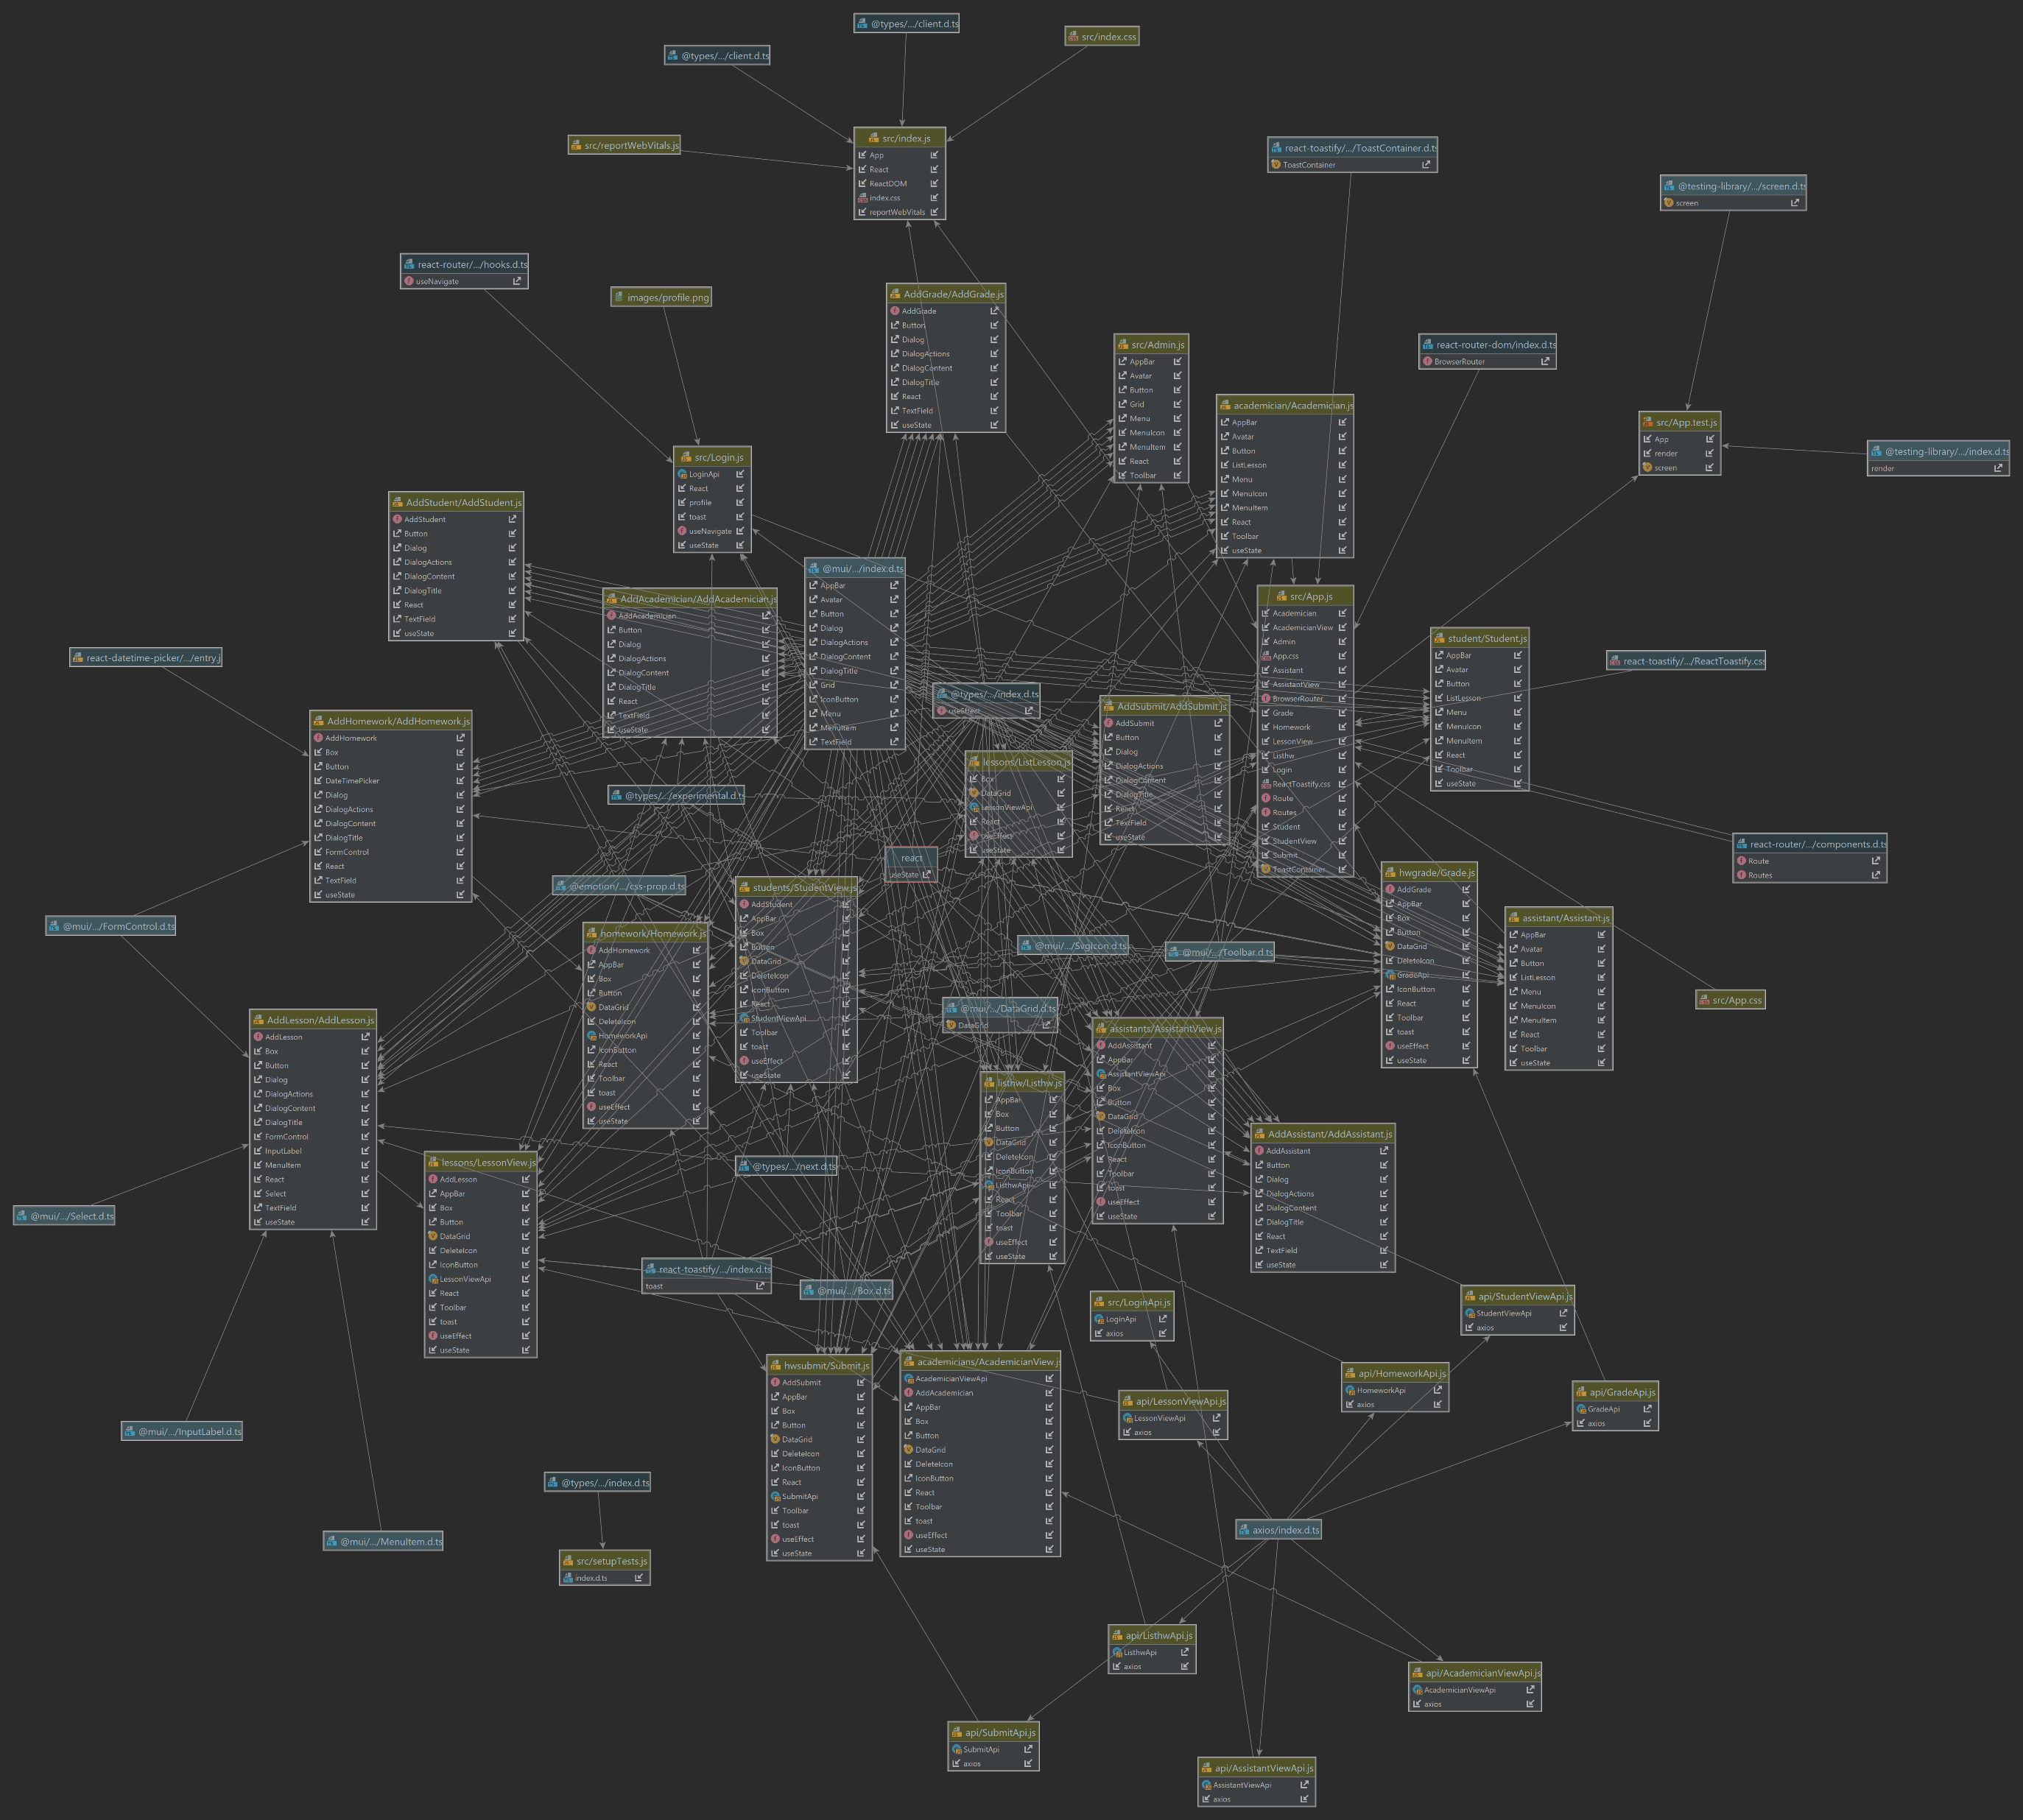 @types/.../client.d.ts
src/index.css
@types/.../client.d.ts
src/index.js
App
React
ReactDOM
index.css
reportWebVitals
src/reportWebVitals.js
react-toastify/.../ToastContainer.d.ts
ToastContainer
@testing-library/.../screen.d.ts
screen
react-router/.../hooks.d.ts
useNavigate
images/profile.png
AddGrade/AddGrade.js
AddGrade
Button
Dialog
DialogActions
DialogContent
DialogTitle
React
TextField
useState
src/Admin.js
AppBar
Avatar
Button
Grid
Menu
MenuIcon
MenuItem
React
Toolbar
react-router-dom/index.d.ts
BrowserRouter
academician/Academician.js
AppBar
Avatar
Button
ListLesson
Menu
MenuIcon
MenuItem
React
Toolbar
useState
src/App.test.js
App
render
screen
@testing-library/.../index.d.ts
render
src/Login.js
LoginApi
React
profile
toast
useNavigate
useState
AddStudent/AddStudent.js
AddStudent
Button
Dialog
DialogActions
DialogContent
DialogTitle
React
TextField
useState
@mui/.../index.d.ts
AppBar
Avatar
Button
Dialog
DialogActions
DialogContent
DialogTitle
Grid
IconButton
Menu
MenuItem
TextField
AddAcademician/AddAcademician.js
AddAcademician
Button
Dialog
DialogActions
DialogContent
DialogTitle
React
TextField
useState
src/App.js
Academician
AcademicianView
Admin
App.css
Assistant
AssistantView
BrowserRouter
Grade
Homework
LessonView
Listhw
Login
ReactToastify.css
Route
Routes
Student
StudentView
Submit
ToastContainer
student/Student.js
AppBar
Avatar
Button
ListLesson
Menu
MenuIcon
MenuItem
React
Toolbar
useState
react-toastify/.../ReactToastify.css
react-datetime-picker/.../entry.j
@types/.../index.d.ts
useEffect
AddSubmit/AddSubmit.js
AddSubmit
Button
Dialog
DialogActions
DialogContent
DialogTitle
React
TextField
useState
AddHomework/AddHomework.js
AddHomework
Box
Button
DateTimePicker
Dialog
DialogActions
DialogContent
DialogTitle
FormControl
React
TextField
useState
lessons/ListLesson.js
Box
DataGrid
LessonViewApi
React
useEffect
useState
@types/.../experimental.d.ts
react
useState
react-router/.../components.d.ts
Route
Routes
hwgrade/Grade.js
AddGrade
AppBar
Box
Button
DataGrid
DeleteIcon
GradeApi
IconButton
React
Toolbar
toast
useEffect
useState
@emotion/.../css-prop.d.ts
students/StudentView.js
AddStudent
AppBar
Box
Button
DataGrid
DeleteIcon
IconButton
React
StudentViewApi
Toolbar
toast
useEffect
useState
assistant/Assistant.js
AppBar
Avatar
Button
ListLesson
Menu
MenuIcon
MenuItem
React
Toolbar
useState
@mui/.../FormControl.d.ts
homework/Homework.js
AddHomework
AppBar
Box
Button
DataGrid
DeleteIcon
HomeworkApi
IconButton
React
Toolbar
toast
useEffect
useState
@mui/.../SvgIcon.d.ts
@mui/.../Toolbar.d.ts
src/App.css
@mui/.../DataGrid.d.ts
DataGrid
AddLesson/AddLesson.js
AddLesson
Box
Button
Dialog
DialogActions
DialogContent
DialogTitle
FormControl
InputLabel
MenuItem
React
Select
TextField
useState
assistants/AssistantView.js
AddAssistant
AppBar
AssistantViewApi
Box
Button
DataGrid
DeleteIcon
IconButton
React
Toolbar
toast
useEffect
useState
listhw/Listhw.js
AppBar
Box
Button
DataGrid
DeleteIcon
IconButton
ListhwApi
React
Toolbar
toast
useEffect
useState
AddAssistant/AddAssistant.js
AddAssistant
Button
Dialog
DialogActions
DialogContent
DialogTitle
React
TextField
useState
lessons/LessonView.js
AddLesson
AppBar
Box
Button
DataGrid
DeleteIcon
IconButton
LessonViewApi
React
Toolbar
toast
useEffect
useState
@types/.../next.d.ts
@mui/.../Select.d.ts
react-toastify/.../index.d.ts
toast
@mui/.../Box.d.ts
src/LoginApi.js
LoginApi
axios
api/StudentViewApi.js
StudentViewApi
axios
hwsubmit/Submit.js
AddSubmit
AppBar
Box
Button
DataGrid
DeleteIcon
IconButton
React
SubmitApi
Toolbar
toast
useEffect
useState
academicians/AcademicianView.js
AcademicianViewApi
AddAcademician
AppBar
Box
Button
DataGrid
DeleteIcon
IconButton
React
Toolbar
toast
useEffect
useState
api/HomeworkApi.js
HomeworkApi
axios
api/GradeApi.js
GradeApi
axios
api/LessonViewApi.js
LessonViewApi
axios
@mui/.../InputLabel.d.ts
@types/.../index.d.ts
axios/index.d.ts
@mui/.../MenuItem.d.ts
src/setupTests.js
index.d.ts
api/ListhwApi.js
ListhwApi
axios
api/AcademicianViewApi.js
AcademicianViewApi
axios
api/SubmitApi.js
SubmitApi
axios
api/AssistantViewApi.js
AssistantViewApi
axios